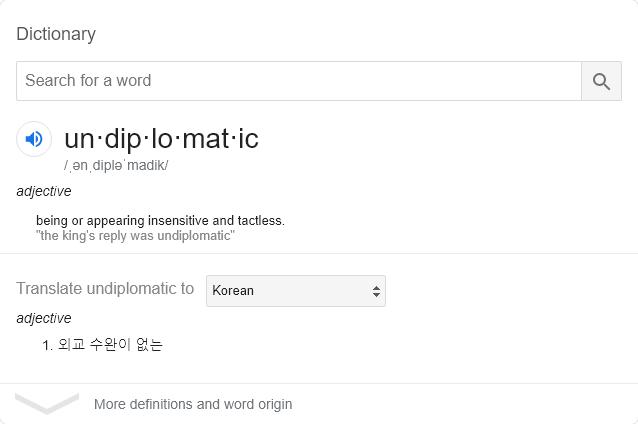 Dictionary
Search for a word
un·dip·lo·mat·ic
/ˌənˌdipləˈmadik/
adjective
being or appearing insensitive and tactless.
"the king's reply was undiplomatic"
Translate undiplomatic to Korean
adjective
1. 외교 수완이 없는
More definitions and word origin